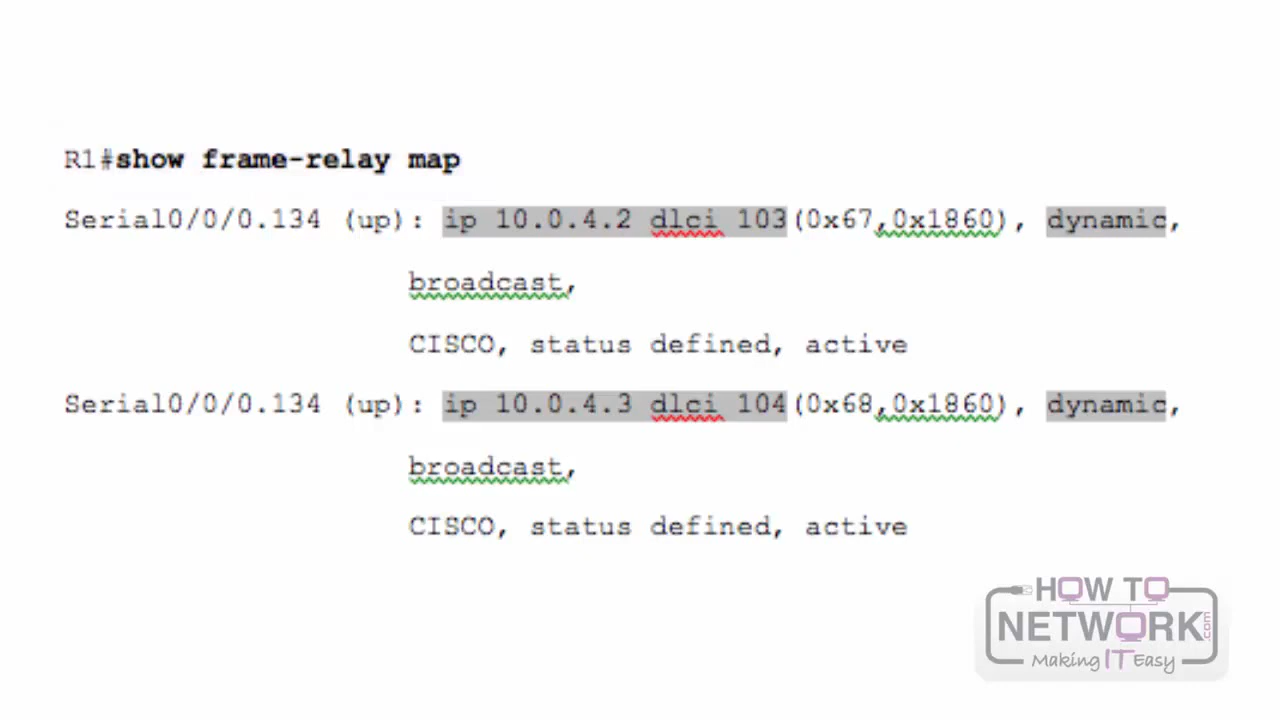 R1#show frame-relay map
Serial0/0/0.134 (up): ip 10.0.4.2 dlci 103(0x67,0x1860), dynamic,
broadcast,
CISCO, status defined, active
Serial0/0/0.134 (up): ip 10.0.4.3 dlci 104(0x68,0x1860), dynamic,
broadcast,
CISCO, status defined, active
HOW TO
NETWORK.com
Making IT Easy